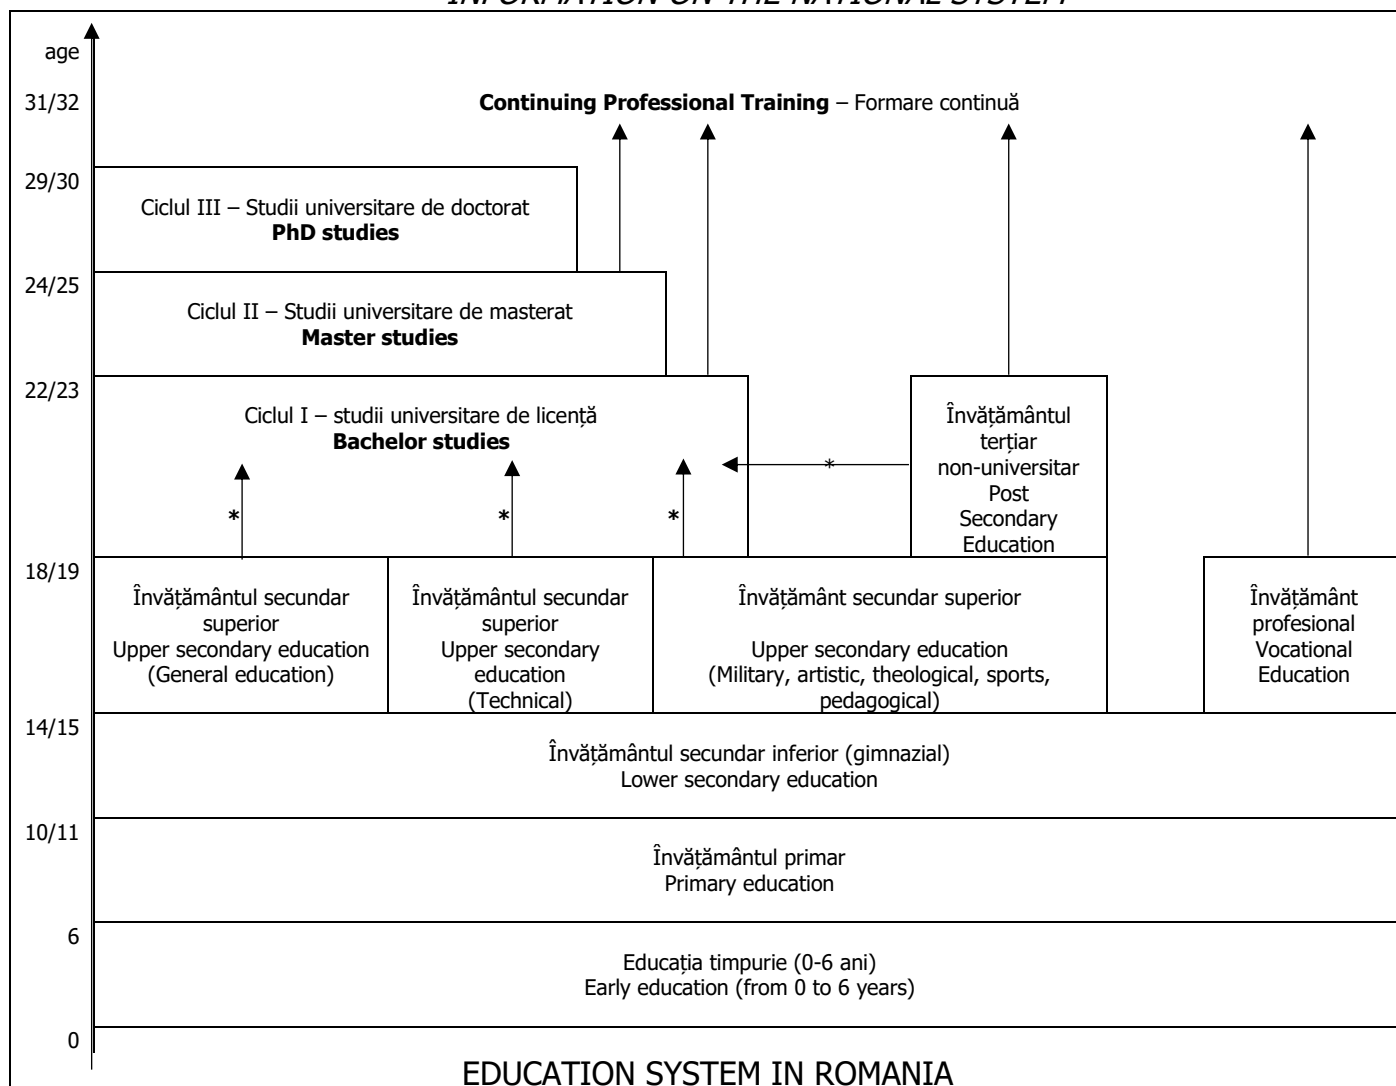 INFORMATION ON THE NATIONAL SYSTEM
age
31/32
Continuing Professional Training – Formare continuă
29/30
Ciclul III – Studii universitare de doctorat
PhD studies
24/25
Ciclul II – Studii universitare de masterat
Master studies
22/23
Ciclul I – studii universitare de licență
Bachelor studies
Învățământul
terțiar
non-universitar
Post
Secondary
Education
*
*
*
*
18/19
Învățământul secundar
superior
Upper secondary education
(General education)
Învățământul secundar
superior
Upper secondary
education
(Technical)
Învățământ secundar superior
Upper secondary education
(Military, artistic, theological, sports,
pedagogical)
Învățământ
profesional
Vocational
Education
14/15
Învățământul secundar inferior (gimnazial)
Lower secondary education
10/11
Învățământul primar
Primary education
6
Educația timpurie (0-6 ani)
Early education (from 0 to 6 years)
0
EDUCATION SYSTEM IN ROMANIA